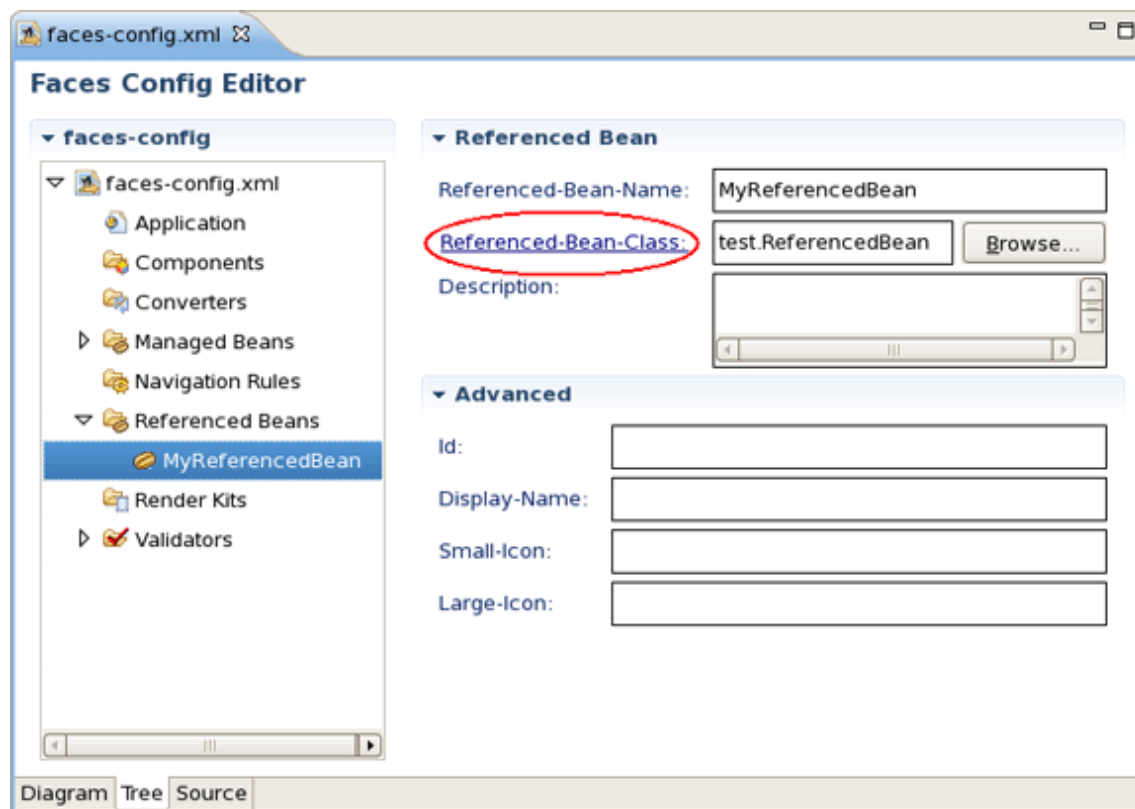 faces-config.xml
Faces Config Editor
faces-config
faces-config.xml
Application
Components
Converters
Managed Beans
Navigation Rules
Referenced Beans
MyReferencedBean
Render Kits
Validators
Referenced Bean
Referenced-Bean-Name: MyReferencedBean
Referenced-Bean-Class: test.ReferencedBean Browse...
Description:
Advanced
Id:
Display-Name:
Small-Icon:
Large-Icon:
Diagram Tree Source